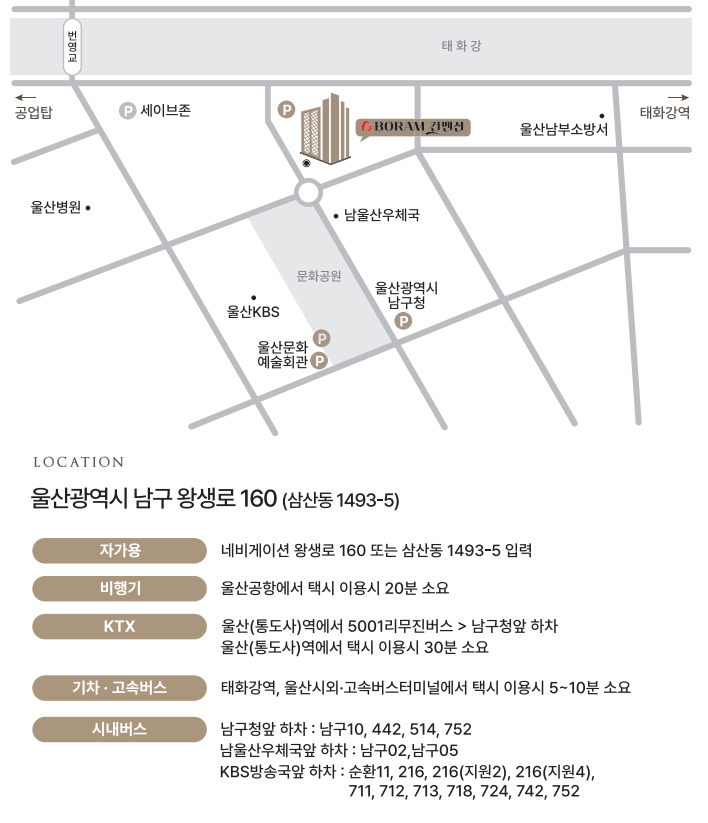 번영교
태화강
공업탑
P 세이브존
P
BORAM 컨벤션
울산남부소방서
태화강역
울산병원
남울산우체국
문화공원
울산KBS
울산광역시
남구청
P
울산문화
예술회관
P
P
LOCATION
울산광역시 남구 왕생로 160 (삼산동 1493-5)
자가용 네비게이션 왕생로 160 또는 삼산동 1493-5 입력
비행기 울산공항에서 택시 이용시 20분 소요
KTX 울산(통도사)역에서 5001리무진버스 > 남구청앞 하차
울산(통도사)역에서 택시 이용시 30분 소요
기차 · 고속버스 태화강역, 울산시외·고속버스터미널에서 택시 이용시 5~10분 소요
시내버스 남구청앞 하차 : 남구10, 442, 514, 752
남울산우체국앞 하차 : 남구02,남구05
KBS방송국앞 하차 : 순환11, 216, 216(지원2), 216(지원4),
711, 712, 713, 718, 724, 742, 752